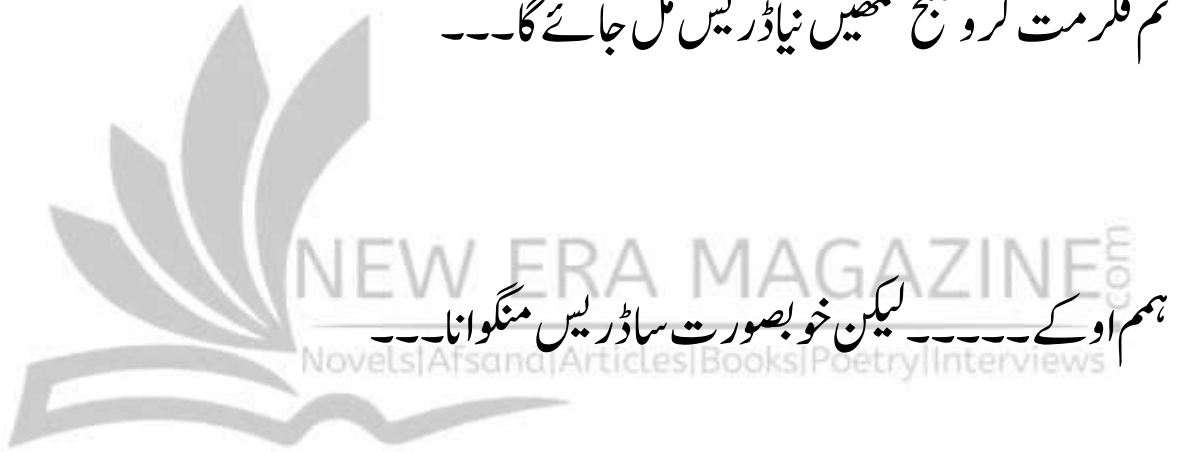 تم فکر مت کرو صبح تمھیں نیا ڈریس مل جائے گا۔۔۔
NEW ERA MAGAZINE.com
ہممم اوکے۔۔۔۔۔ لیکن خوبصورت سا ڈریس منگوانا۔۔۔
Novels|Afsana|Articles|Books|Poetry|Interviews